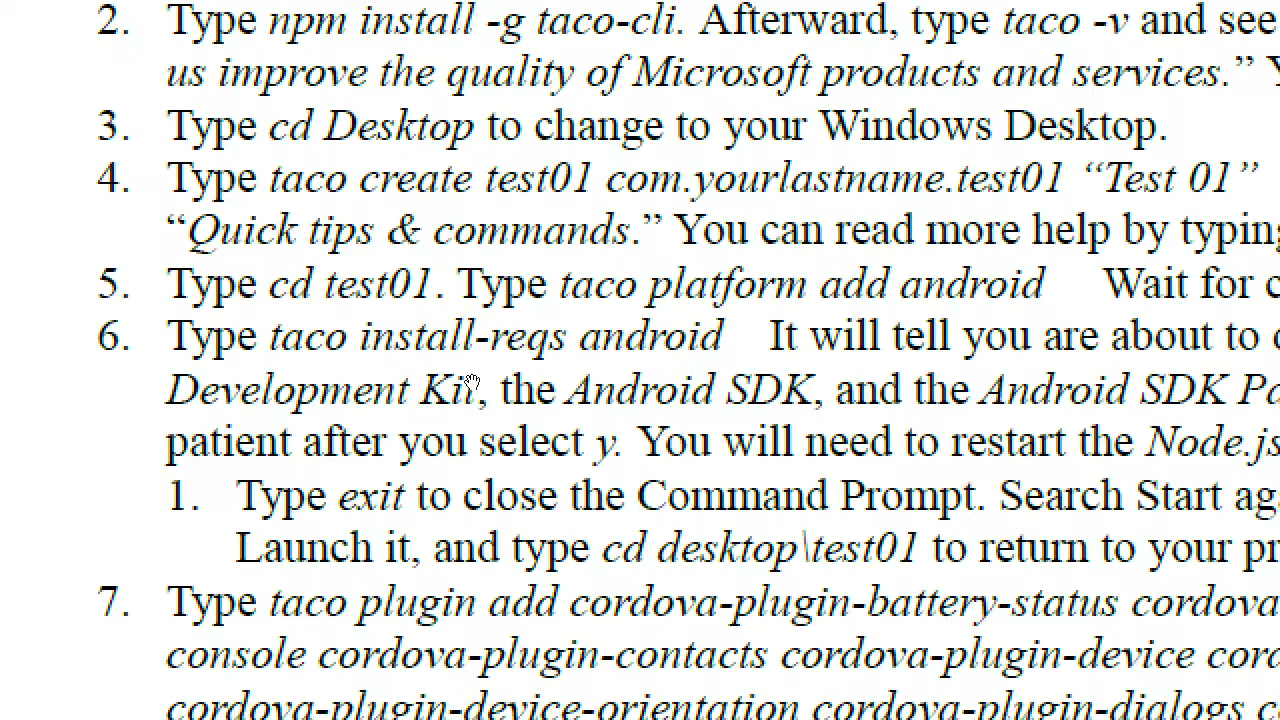 2. Type npm install -g taco-cli. Afterward, type taco -v and see
us improve the quality of Microsoft products and services.” Y
3. Type cd Desktop to change to your Windows Desktop.
4. Type taco create test01 com.yourlastname.test01 “Test 01”
“Quick tips & commands.” You can read more help by typing
5. Type cd test01. Type taco platform add android Wait for c
6. Type taco install-reqs android It will tell you are about to
Development Kit, the Android SDK, and the Android SDK Pa
patient after you select y. You will need to restart the Node.js
1. Type exit to close the Command Prompt. Search Start aga
Launch it, and type cd desktop\test01 to return to your pr
7. Type taco plugin add cordova-plugin-battery-status cordova
console cordova-plugin-contacts cordova-plugin-device cord
cordova-plugin-device-orientation cordova-plugin-dialogs c